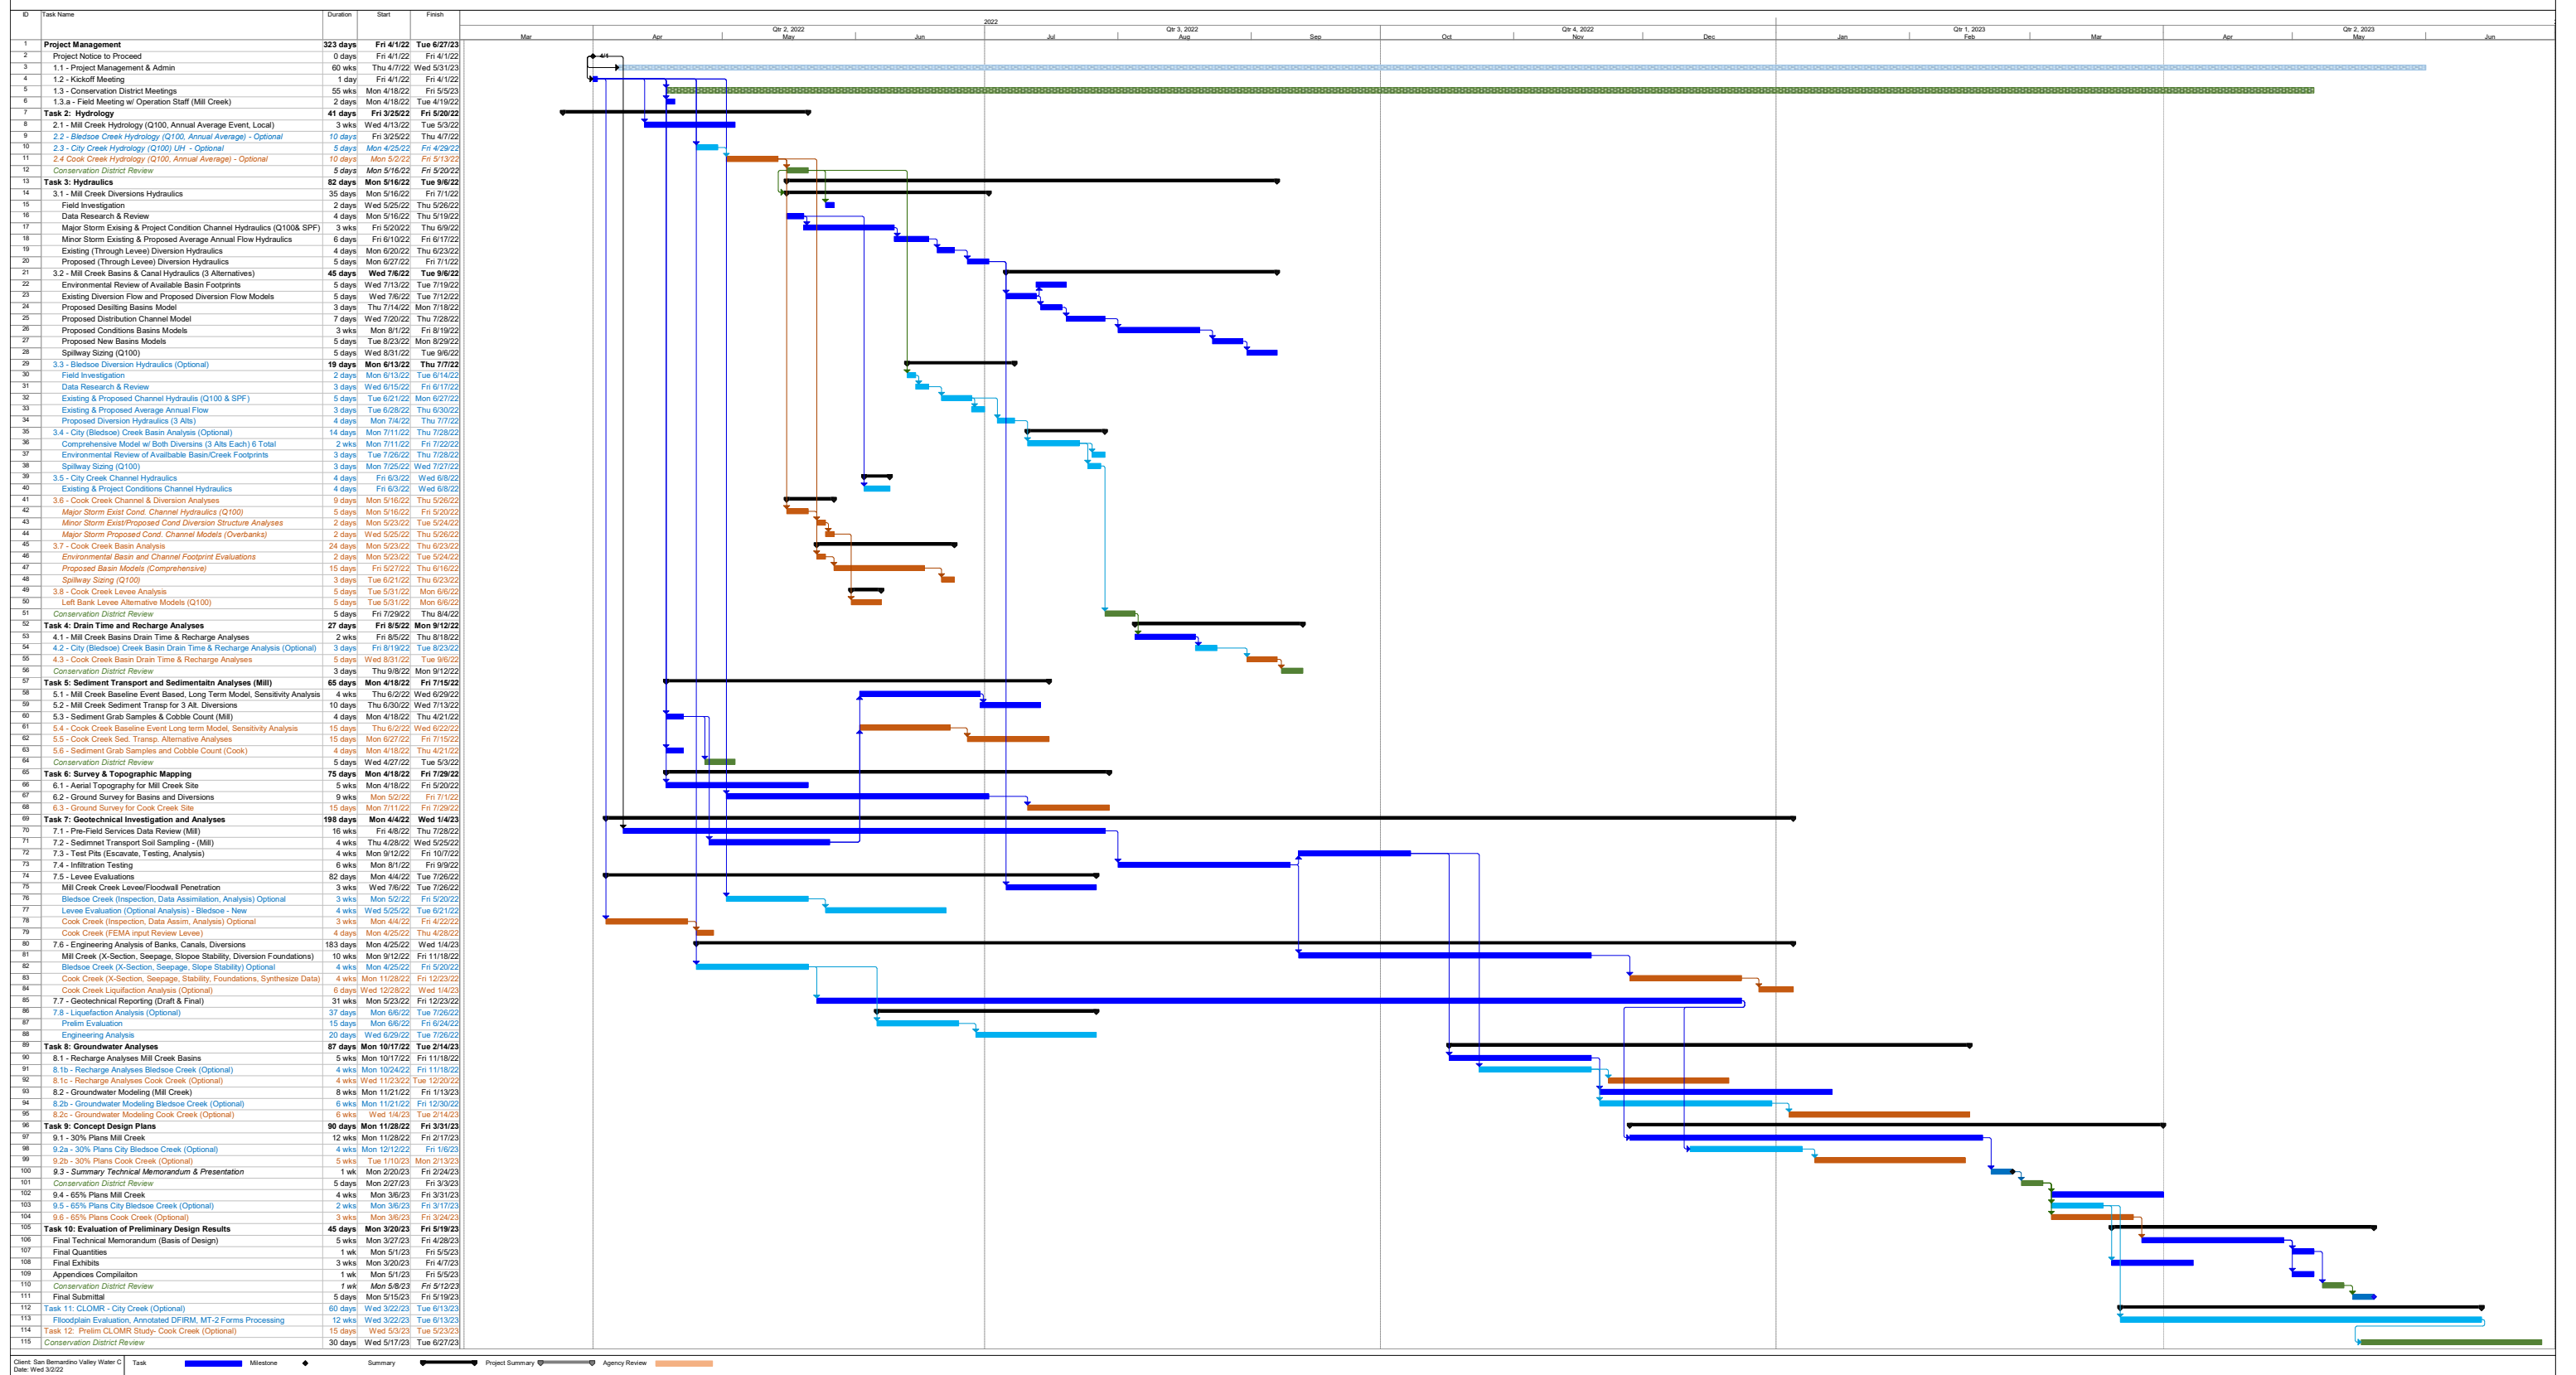 ID Task Name Duration Start Finish
2022
Qtr 2, 2022 Qtr 3, 2022 Qtr 4, 2022 Qtr 1, 2023 Qtr 2, 2023
Mar Apr May Jun Jul Aug Sep Oct Nov Dec Jan Feb Mar Apr May Jun
1 Project Management 323 days Fri 4/1/22 Tue 6/27/23
2 Project Notice to Proceed 0 days Fri 4/1/22 Fri 4/1/22 4/1
3 1.1 - Project Management & Admin 60 wks Thu 4/7/22 Wed 5/31/23
4 1.2 - Kickoff Meeting 1 day Fri 4/1/22 Fri 4/1/22
5 1.3 - Conservation District Meetings 55 wks Mon 4/18/22 Fri 5/5/23
6 1.3.a - Field Meeting w/ Operation Staff (Mill Creek) 2 days Mon 4/18/22 Tue 4/19/22
7 Task 2: Hydrology 41 days Fri 3/25/22 Fri 5/20/22
8 2.1 - Mill Creek Hydrology (Q100, Annual Average Event, Local) 3 wks Wed 4/13/22 Tue 5/3/22
9 2.2 - Bledsoe Creek Hydrology (Q100, Annual Average) - Optional 10 days Fri 3/25/22 Thu 4/7/22
10 2.3 - City Creek Hydrology (Q100) UH - Optional 5 days Mon 4/25/22 Fri 4/29/22
11 2.4 Cook Creek Hydrology (Q100, Annual Average) - Optional 10 days Mon 5/2/22 Fri 5/13/22
12 Conservation District Review 5 days Mon 5/16/22 Fri 5/20/22
13 Task 3: Hydraulics 82 days Mon 5/16/22 Tue 9/6/22
14 3.1 - Mill Creek Diversions Hydraulics 35 days Mon 5/16/22 Fri 7/1/22
15 Field Investigation 2 days Wed 5/25/22 Thu 5/26/22
16 Data Research & Review 4 days Mon 5/16/22 Thu 5/19/22
17 Major Storm Exising & Project Condition Channel Hydraulics (Q100& SPF) 3 wks Fri 5/20/22 Thu 6/9/22
18 Minor Storm Existing & Proposed Average Annual Flow Hydraulics 6 days Fri 6/10/22 Fri 6/17/22
19 Existing (Through Levee) Diversion Hydraulics 4 days Mon 6/20/22 Thu 6/23/22
20 Proposed (Through Levee) Diversion Hydraulics 5 days Mon 6/27/22 Fri 7/1/22
21 3.2 - Mill Creek Basins & Canal Hydraulics (3 Alternatives) 45 days Wed 7/6/22 Tue 9/6/22
22 Environmental Review of Available Basin Footprints 5 days Wed 7/13/22 Tue 7/19/22
23 Existing Diversion Flow and Proposed Diversion Flow Models 5 days Wed 7/6/22 Tue 7/12/22
24 Proposed Desilting Basins Model 3 days Thu 7/14/22 Mon 7/18/22
25 Proposed Distribution Channel Model 7 days Wed 7/20/22 Thu 7/28/22
26 Proposed Conditions Basins Models 3 wks Mon 8/1/22 Fri 8/19/22
27 Proposed New Basins Models 5 days Tue 8/23/22 Mon 8/29/22
28 Spillway Sizing (Q100) 5 days Wed 8/31/22 Tue 9/6/22
29 3.3 - Bledsoe Diversion Hydraulics (Optional) 19 days Mon 6/13/22 Thu 7/7/22
30 Field Investigation 2 days Mon 6/13/22 Tue 6/14/22
31 Data Research & Review 3 days Wed 6/15/22 Fri 6/17/22
32 Existing & Proposed Channel Hydraulis (Q100 & SPF) 5 days Tue 6/21/22 Mon 6/27/22
33 Existing & Proposed Average Annual Flow 3 days Tue 6/28/22 Thu 6/30/22
34 Proposed Diversion Hydraulics (3 Alts) 4 days Mon 7/4/22 Thu 7/7/22
35 3.4 - City (Bledsoe) Creek Basin Analysis (Optional) 14 days Mon 7/11/22 Thu 7/28/22
36 Comprehensive Model w/ Both Diversins (3 Alts Each) 6 Total 2 wks Mon 7/11/22 Fri 7/22/22
37 Environmental Review of Availbable Basin/Creek Footprints 3 days Tue 7/26/22 Thu 7/28/22
38 Spillway Sizing (Q100) 3 days Mon 7/25/22 Wed 7/27/22
39 3.5 - City Creek Channel Hydraulics 4 days Fri 6/3/22 Wed 6/8/22
40 Existing & Project Conditions Channel Hydraulics 4 days Fri 6/3/22 Wed 6/8/22
41 3.6 - Cook Creek Channel & Diversion Analyses 9 days Mon 5/16/22 Thu 5/26/22
42 Major Storm Exist Cond. Channel Hydraulics (Q100) 5 days Mon 5/16/22 Fri 5/20/22
43 Minor Storm Exist/Proposed Cond Diversion Structure Analyses 2 days Mon 5/23/22 Tue 5/24/22
44 Major Storm Proposed Cond. Channel Models (Overbanks) 2 days Wed 5/25/22 Thu 5/26/22
45 3.7 - Cook Creek Basin Analysis 24 days Mon 5/23/22 Thu 6/23/22
46 Environmental Basin and Channel Footprint Evaluations 2 days Mon 5/23/22 Tue 5/24/22
47 Proposed Basin Models (Comprehensive) 15 days Fri 5/27/22 Thu 6/16/22
48 Spillway Sizing (Q100) 3 days Tue 6/21/22 Thu 6/23/22
49 3.8 - Cook Creek Levee Analysis 5 days Tue 5/31/22 Mon 6/6/22
50 Left Bank Levee Alternative Models (Q100) 5 days Tue 5/31/22 Mon 6/6/22
51 Conservation District Review 5 days Fri 7/29/22 Thu 8/4/22
52 Task 4: Drain Time and Recharge Analyses 27 days Fri 8/5/22 Mon 9/12/22
53 4.1 - Mill Creek Basins Drain Time & Recharge Analyses 2 wks Fri 8/5/22 Thu 8/18/22
54 4.2 - City (Bledsoe) Creek Basin Drain Time & Recharge Analysis (Optional) 3 days Fri 8/19/22 Tue 8/23/22
55 4.3 - Cook Creek Basin Drain Time & Recharge Analyses 5 days Wed 8/31/22 Tue 9/6/22
56 Conservation District Review 3 days Thu 9/8/22 Mon 9/12/22
57 Task 5: Sediment Transport and Sedimentaitn Analyses (Mill) 65 days Mon 4/18/22 Fri 7/15/22
58 5.1 - Mill Creek Baseline Event Based, Long Term Model, Sensitivity Analysis 4 wks Thu 6/2/22 Wed 6/29/22
59 5.2 - Mill Creek Sediment Transp for 3 Alt. Diversions 10 days Thu 6/30/22 Wed 7/13/22
60 5.3 - Sediment Grab Samples & Cobble Count (Mill) 4 days Mon 4/18/22 Thu 4/21/22
61 5.4 - Cook Creek Baseline Event Long term Model, Sensitivity Analysis 15 days Thu 6/2/22 Wed 6/22/22
62 5.5 - Cook Creek Sed. Transp. Alternative Analyses 15 days Mon 6/27/22 Fri 7/15/22
63 5.6 - Sediment Grab Samples and Cobble Count (Cook) 4 days Mon 4/18/22 Thu 4/21/22
64 Conservation District Review 5 days Wed 4/27/22 Tue 5/3/22
65 Task 6: Survey & Topographic Mapping 75 days Mon 4/18/22 Fri 7/29/22
66 6.1 - Aerial Topography for Mill Creek Site 5 wks Mon 4/18/22 Fri 5/20/22
67 6.2 - Ground Survey for Basins and Diversions 9 wks Mon 5/2/22 Fri 7/1/22
68 6.3 - Ground Survey for Cook Creek Site 15 days Mon 7/11/22 Fri 7/29/22
69 Task 7: Geotechnical Investigation and Analyses 198 days Mon 4/4/22 Wed 1/4/23
70 7.1 - Pre-Field Services Data Review (Mill) 16 wks Fri 4/8/22 Thu 7/28/22
71 7.2 - Sedimnet Transport Soil Sampling - (Mill) 4 wks Thu 4/28/22 Wed 5/25/22
72 7.3 - Test Pits (Escavate, Testing, Analysis) 4 wks Mon 9/12/22 Fri 10/7/22
73 7.4 - Infiltration Testing 6 wks Mon 8/1/22 Fri 9/9/22
74 7.5 - Levee Evaluations 82 days Mon 4/4/22 Tue 7/26/22
75 Mill Creek Creek Levee/Floodwall Penetration 3 wks Wed 7/6/22 Tue 7/26/22
76 Bledsoe Creek (Inspection, Data Assimilation, Analysis) Optional 3 wks Mon 5/2/22 Fri 5/20/22
77 Levee Evaluation (Optional Analysis) - Bledsoe - New 4 wks Wed 5/25/22 Tue 6/21/22
78 Cook Creek (Inspection, Data Assim, Analysis) Optional 3 wks Mon 4/4/22 Fri 4/22/22
79 Cook Creek (FEMA input Review Levee) 4 days Mon 4/25/22 Thu 4/28/22
80 7.6 - Engineering Analysis of Banks, Canals, Diversions 183 days Mon 4/25/22 Wed 1/4/23
81 Mill Creek (X-Section, Seepage, Slopoe Stability, Diversion Foundations) 10 wks Mon 9/12/22 Fri 11/18/22
82 Bledsoe Creek (X-Section, Seepage, Slope Stability) Optional 4 wks Mon 4/25/22 Fri 5/20/22
83 Cook Creek (X-Section, Seepage, Stability, Foundations, Synthesize Data) 4 wks Mon 11/28/22 Fri 12/23/22
84 Cook Creek Liquifaction Analysis (Optional) 6 days Wed 12/28/22 Wed 1/4/23
85 7.7 - Geotechnical Reporting (Draft & Final) 31 wks Mon 5/23/22 Fri 12/23/22
86 7.8 - Liquefaction Analysis (Optional) 37 days Mon 6/6/22 Tue 7/26/22
87 Prelim Evaluation 15 days Mon 6/6/22 Fri 6/24/22
88 Engineering Analysis 20 days Wed 6/29/22 Tue 7/26/22
89 Task 8: Groundwater Analyses 87 days Mon 10/17/22 Tue 2/14/23
90 8.1 - Recharge Analyses Mill Creek Basins 5 wks Mon 10/17/22 Fri 11/18/22
91 8.1b - Recharge Analyses Bledsoe Creek (Optional) 4 wks Mon 10/24/22 Fri 11/18/22
92 8.1c - Recharge Analyses Cook Creek (Optional) 4 wks Wed 11/23/22 Tue 12/20/22
93 8.2 - Groundwater Modeling (Mill Creek) 8 wks Mon 11/21/22 Fri 1/13/23
94 8.2b - Groundwater Modeling Bledsoe Creek (Optional) 6 wks Mon 11/21/22 Fri 12/30/22
95 8.2c - Groundwater Modeling Cook Creek (Optional) 6 wks Wed 1/4/23 Tue 2/14/23
96 Task 9: Concept Design Plans 90 days Mon 11/28/22 Fri 3/31/23
97 9.1 - 30% Plans Mill Creek 12 wks Mon 11/28/22 Fri 2/17/23
98 9.2a - 30% Plans City Bledsoe Creek (Optional) 4 wks Mon 12/12/22 Fri 1/6/23
99 9.2b - 30% Plans Cook Creek (Optional) 5 wks Tue 1/10/23 Mon 2/13/23
100 9.3 - Summary Technical Memorandum & Presentation 1 wk Mon 2/20/23 Fri 2/24/23
101 Conservation District Review 5 days Mon 2/27/23 Fri 3/3/23
102 9.4 - 65% Plans Mill Creek 4 wks Mon 3/6/23 Fri 3/31/23
103 9.5 - 65% Plans City Bledsoe Creek (Optional) 2 wks Mon 3/6/23 Fri 3/17/23
104 9.6 - 65% Plans Cook Creek (Optional) 3 wks Mon 3/6/23 Fri 3/24/23
105 Task 10: Evaluation of Preliminary Design Results 45 days Mon 3/20/23 Fri 5/19/23
106 Final Technical Memorandum (Basis of Design) 5 wks Mon 3/27/23 Fri 4/28/23
107 Final Quantities 1 wk Mon 5/1/23 Fri 5/5/23
108 Final Exhibits 3 wks Mon 3/20/23 Fri 4/7/23
109 Appendices Compilaiton 1 wk Mon 5/1/23 Fri 5/5/23
110 Conservation District Review 1 wk Mon 5/8/23 Fri 5/12/23
111 Final Submittal 5 days Mon 5/15/23 Fri 5/19/23
112 Task 11: CLOMR - City Creek (Optional) 60 days Wed 3/22/23 Tue 6/13/23
113 Flloodplain Evaluation, Annotated DFIRM, MT-2 Forms Processing 12 wks Wed 3/22/23 Tue 6/13/23
114 Task 12: Prelim CLOMR Study- Cook Creek (Optional) 15 days Wed 5/3/23 Tue 5/23/23
115 Conservation District Review 30 days Wed 5/17/23 Tue 6/27/23
Client: San Bernardino Valley Water C
Date: Wed 3/2/22
Task Milestone Summary Project Summary Agency Review